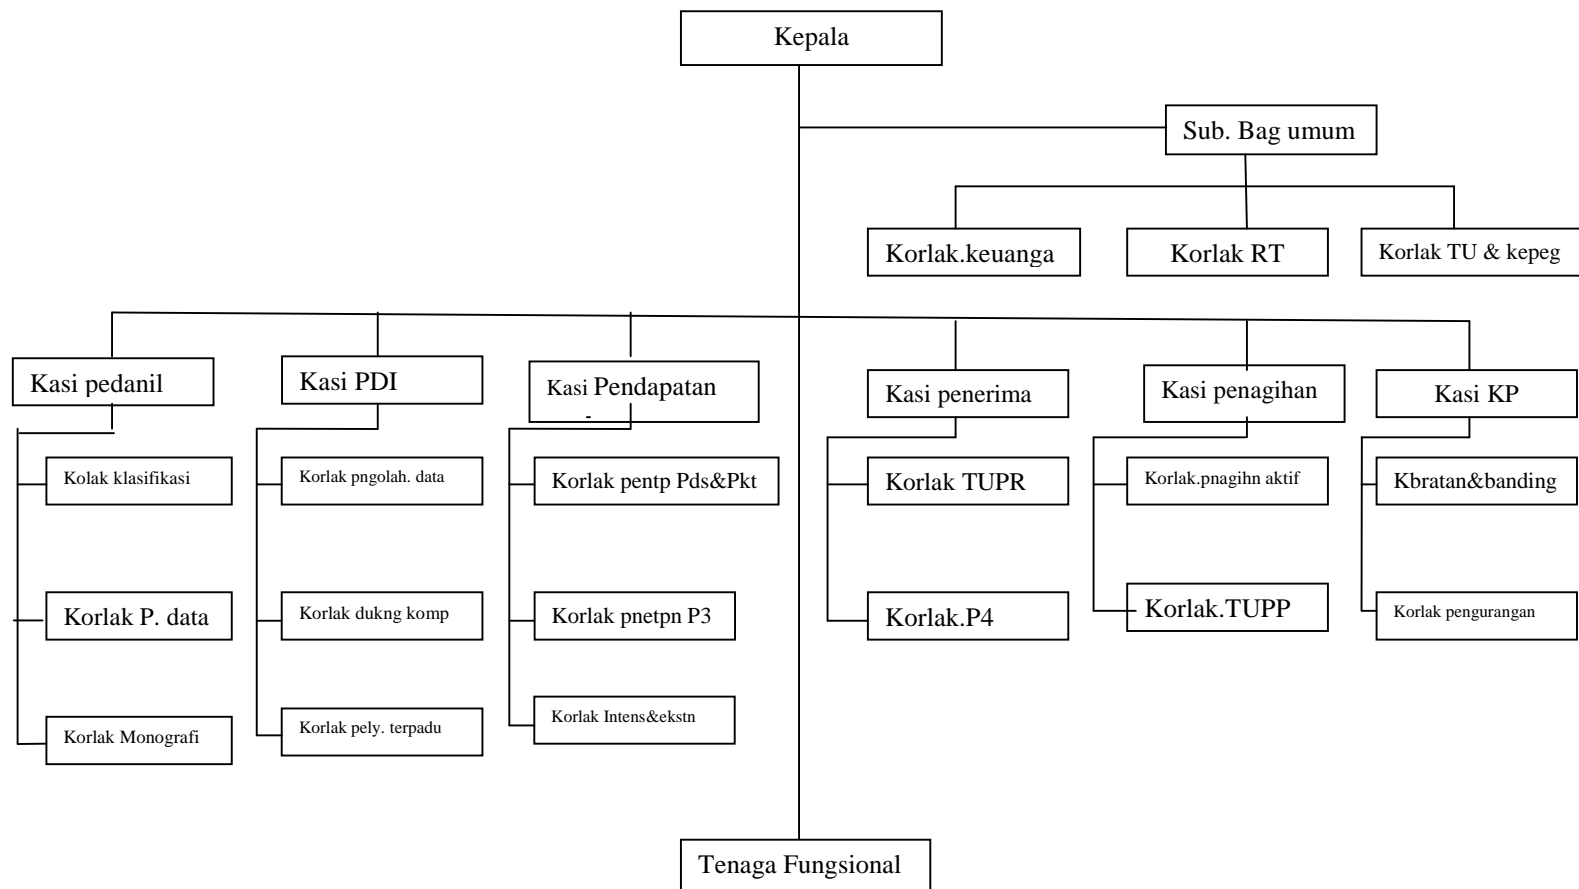 Kepala
Sub. Bag umum
Korlak.keuanga
Korlak RT
Korlak TU & kepeg
Kasi pedanil
Kasi PDI
Kasi Pendapatan
Kasi penerima
Kasi penagihan
Kasi KP
Kolak klasifikasi
Korlak pngolah. data
Korlak pentp Pds&Pkt
Korlak TUPR
Korlak.pnagihn aktif
Kbratan&banding
Korlak P. data
Korlak dukng komp
Korlak pnetpn P3
Korlak.P4
Korlak.TUPP
Korlak pengurangan
Korlak Monografi
Korlak pely. terpadu
Korlak Intens&ekstn
Tenaga Fungsional